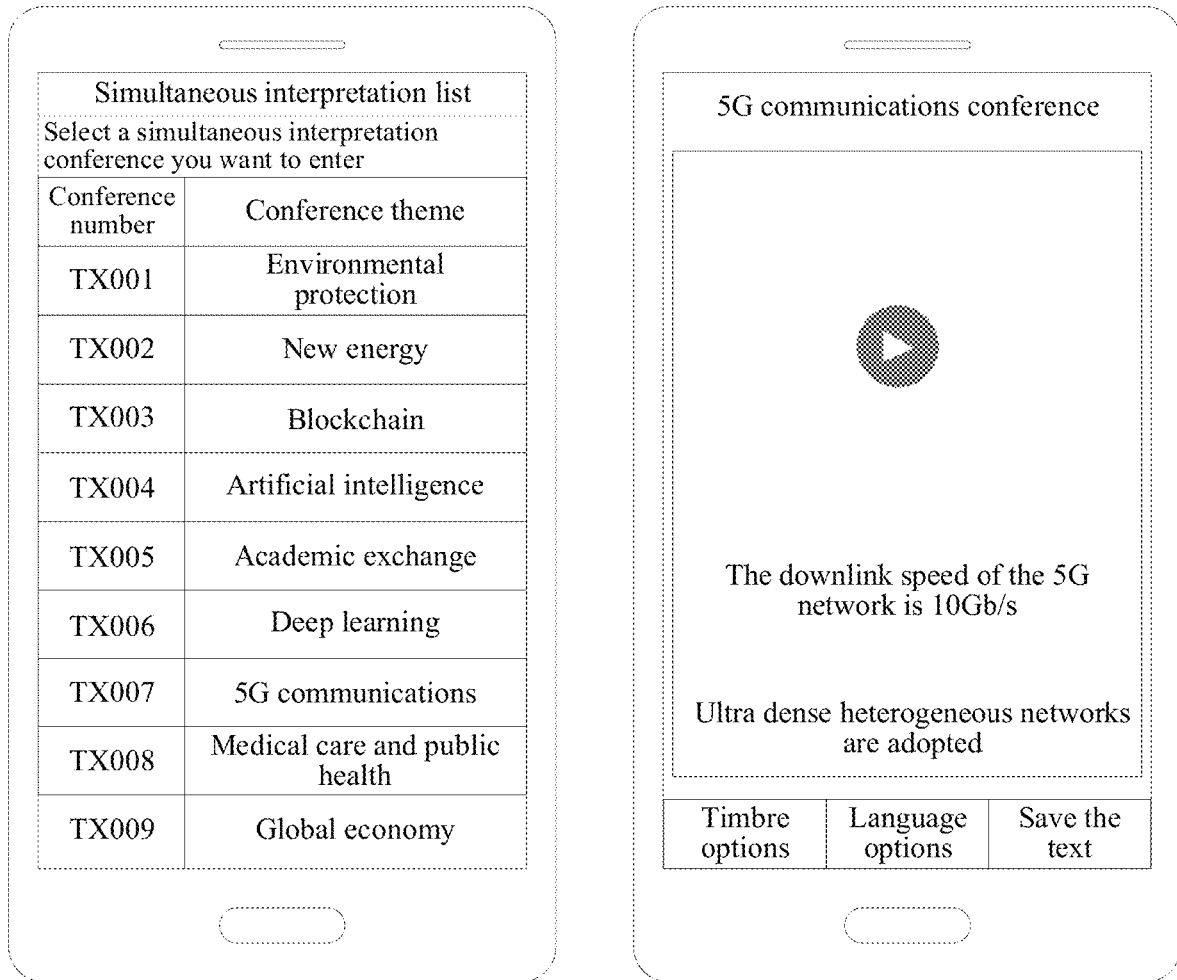 Simultaneous interpretation list
Select a simultaneous interpretation
conference you want to enter
Conference
number
Conference theme
TX001
Environmental
protection
TX002
New energy
TX003
Blockchain
TX004
Artificial intelligence
TX005
Academic exchange
TX006
Deep learning
TX007
5G communications
TX008
Medical care and public
health
TX009
Global economy
5G communications conference
The downlink speed of the 5G
network is 10Gb/s
Ultra dense heterogeneous networks
are adopted
Timbre
options
Language
options
Save the
text